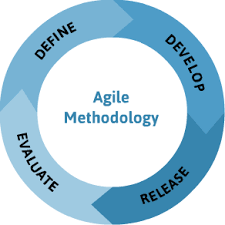 DEFINE
DEVELOP
Agile
Methodology
EVALUATE
RELEASE